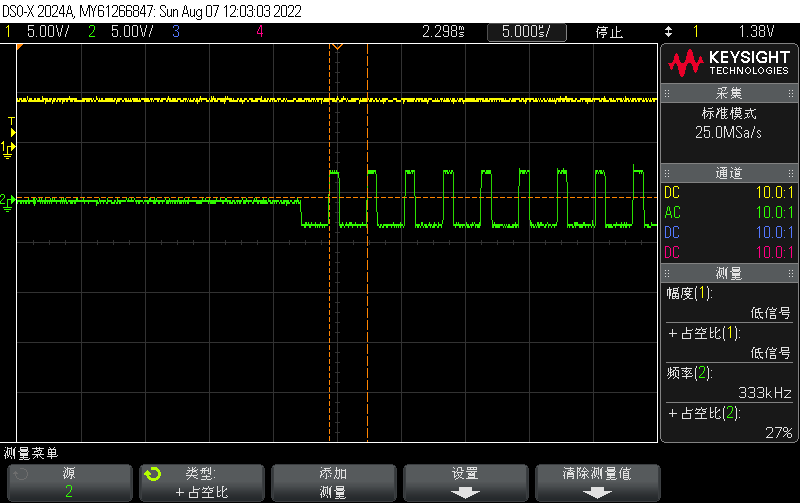 DSO-X 2024A, MY61266847: Sun Aug 07 12:03:03 2022
1 5.00V/ 2 5.00V/ 3 4 2.298ms 5.000µs/ 停止 1 1.38V
T
1
2
KEYSIGHT
TECHNOLOGIES
采集
标准模式
25.0MSa/s
通道
DC 10.0:1
AC 10.0:1
DC 10.0:1
DC 10.0:1
测量
幅度(1):
低信号
+占空比(1):
低信号
频率(2):
333kHz
+占空比(2):
27%
测量菜单
源
2
类型:
+占空比
添加
测量
设置
清除测量值